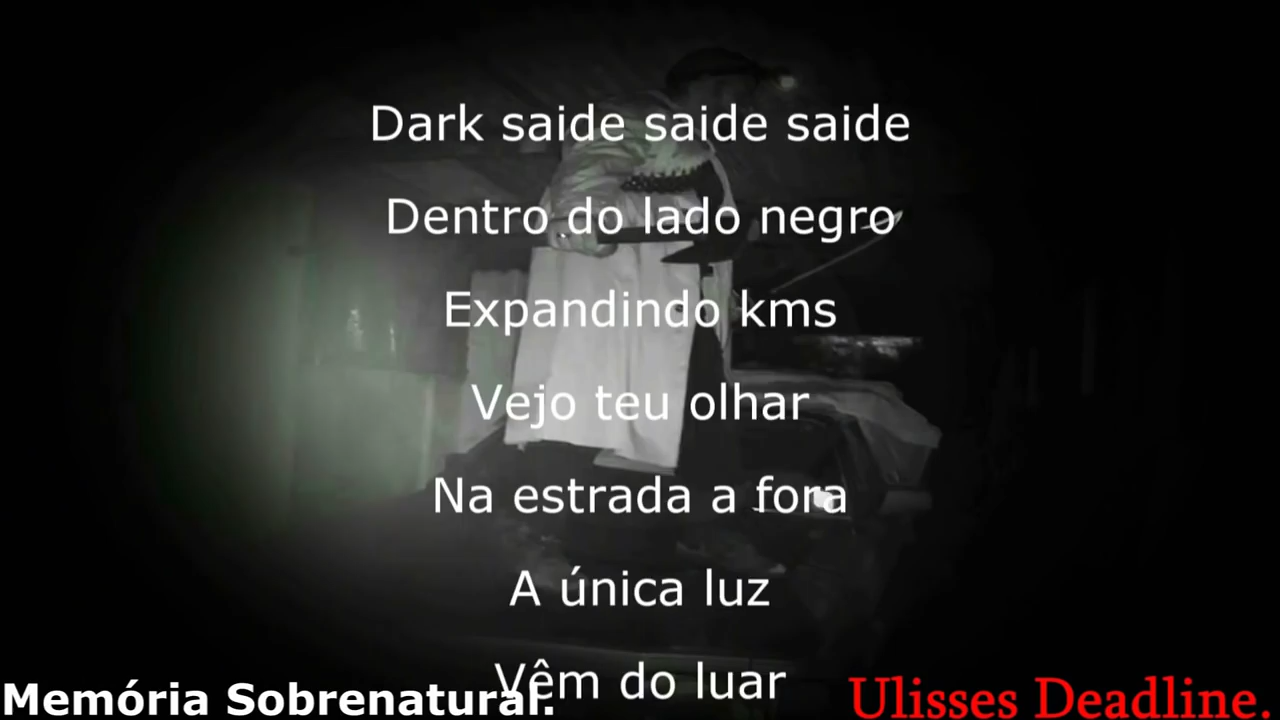 Dark saide saide saide
Dentro do lado negro
Expandindo kms
Vejo teu olhar
Na estrada a fora
A única luz
Vêm do luar
Memória Sobrenatural.
Ulisses Deadline.